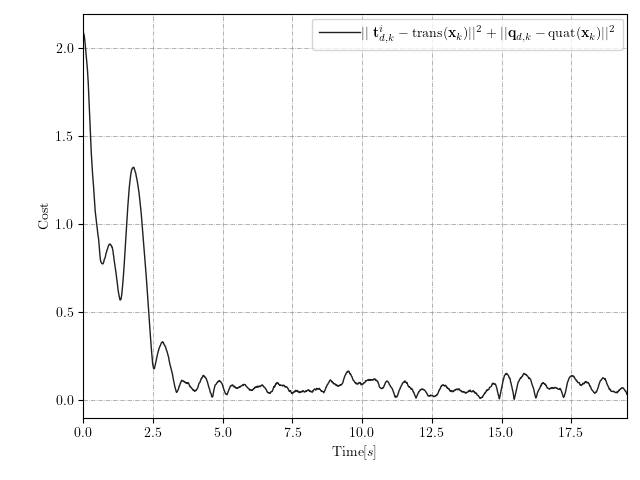 || t^i_{d,k} − trans(x_k)||^2 + ||q_{d,k} − quat(x_k)||^2
2.0
1.5
1.0
0.5
0.0
Cost
0.0 2.5 5.0 7.5 10.0 12.5 15.0 17.5
Time[s]